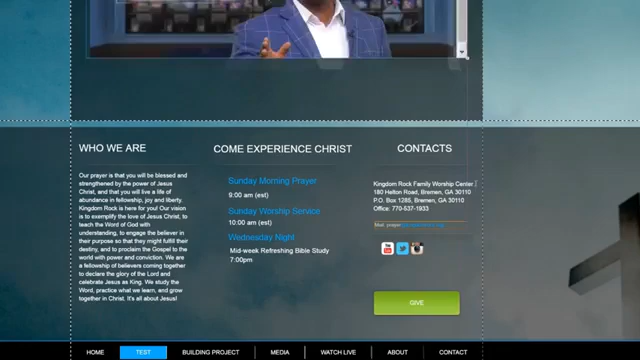 WHO WE ARE
Our prayer is that you will be blessed and
strengthened by the power of Jesus
Christ, and that you will live a life of
abundance in fellowship, joy and liberty.
Kingdom Rock is here for you! Our vision
is to exemplify the love of Jesus Christ, to
teach the Word of God with
understanding, to engage the believer in
their purpose so that they might fulfill their
destiny, and to proclaim the Gospel to the
world with power and conviction. We are
a fellowship of believers coming together
to declare the glory of the Lord and
celebrate Jesus as King. We study the
Word, practice what we learn, and grow
together in Christ. It's all about Jesus!
COME EXPERIENCE CHRIST
Sunday Morning Prayer
9:00 am (est)
Sunday Worship Service
10:00 am (est)
Wednesday Night
Mid-week Refreshing Bible Study
7:00pm
CONTACTS
Kingdom Rock Family Worship Center
180 Helton Road, Bremen, GA 30110
P.O. Box 1285, Bremen, GA 30110
Office: 770-537-1933
You
GIVE
HOME
TEST
BUILDING PROJECT
MEDIA
WATCH LIVE
ABOUT
CONTACT